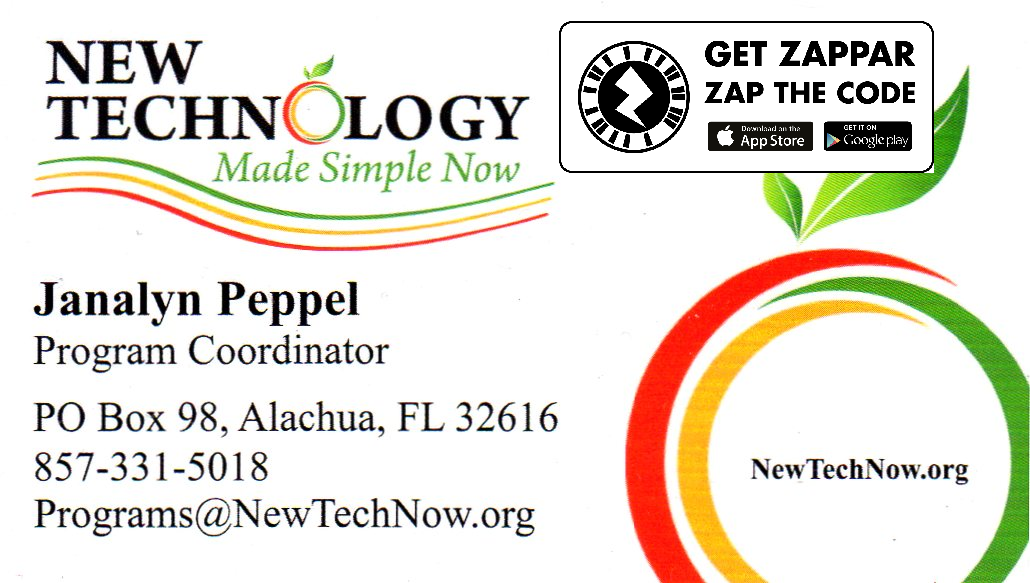 NEW
TECHNOLOGY
Made Simple Now
GET ZAPPAR
ZAP THE CODE
Download on the
App Store
GET IT ON
Google play
Janalyn Peppel
Program Coordinator
PO Box 98, Alachua, FL 32616
857-331-5018
Programs@NewTechNow.org
NewTechNow.org